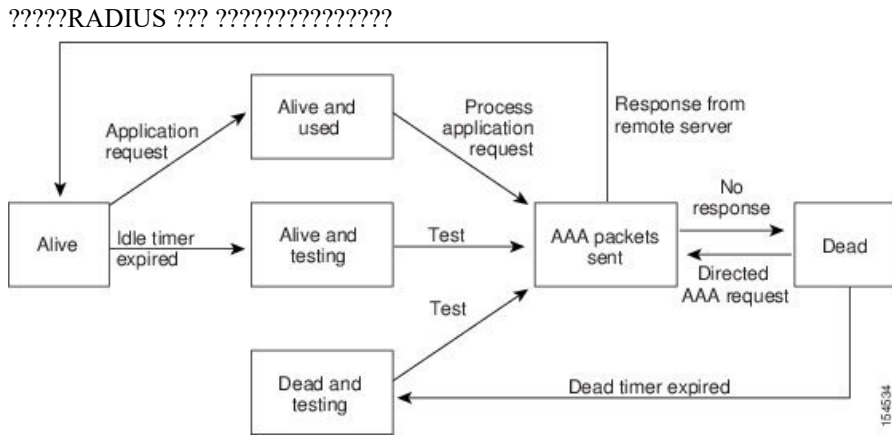 ?????RADIUS ??? ???????????????
Application
request
Alive and
used
Process
application
request
Response from
remote server
Alive
Idle timer
expired
Alive and
testing
Test
AAA packets
sent
No
response
Directed
AAA request
Dead
Test
Dead and
testing
Dead timer expired
154534